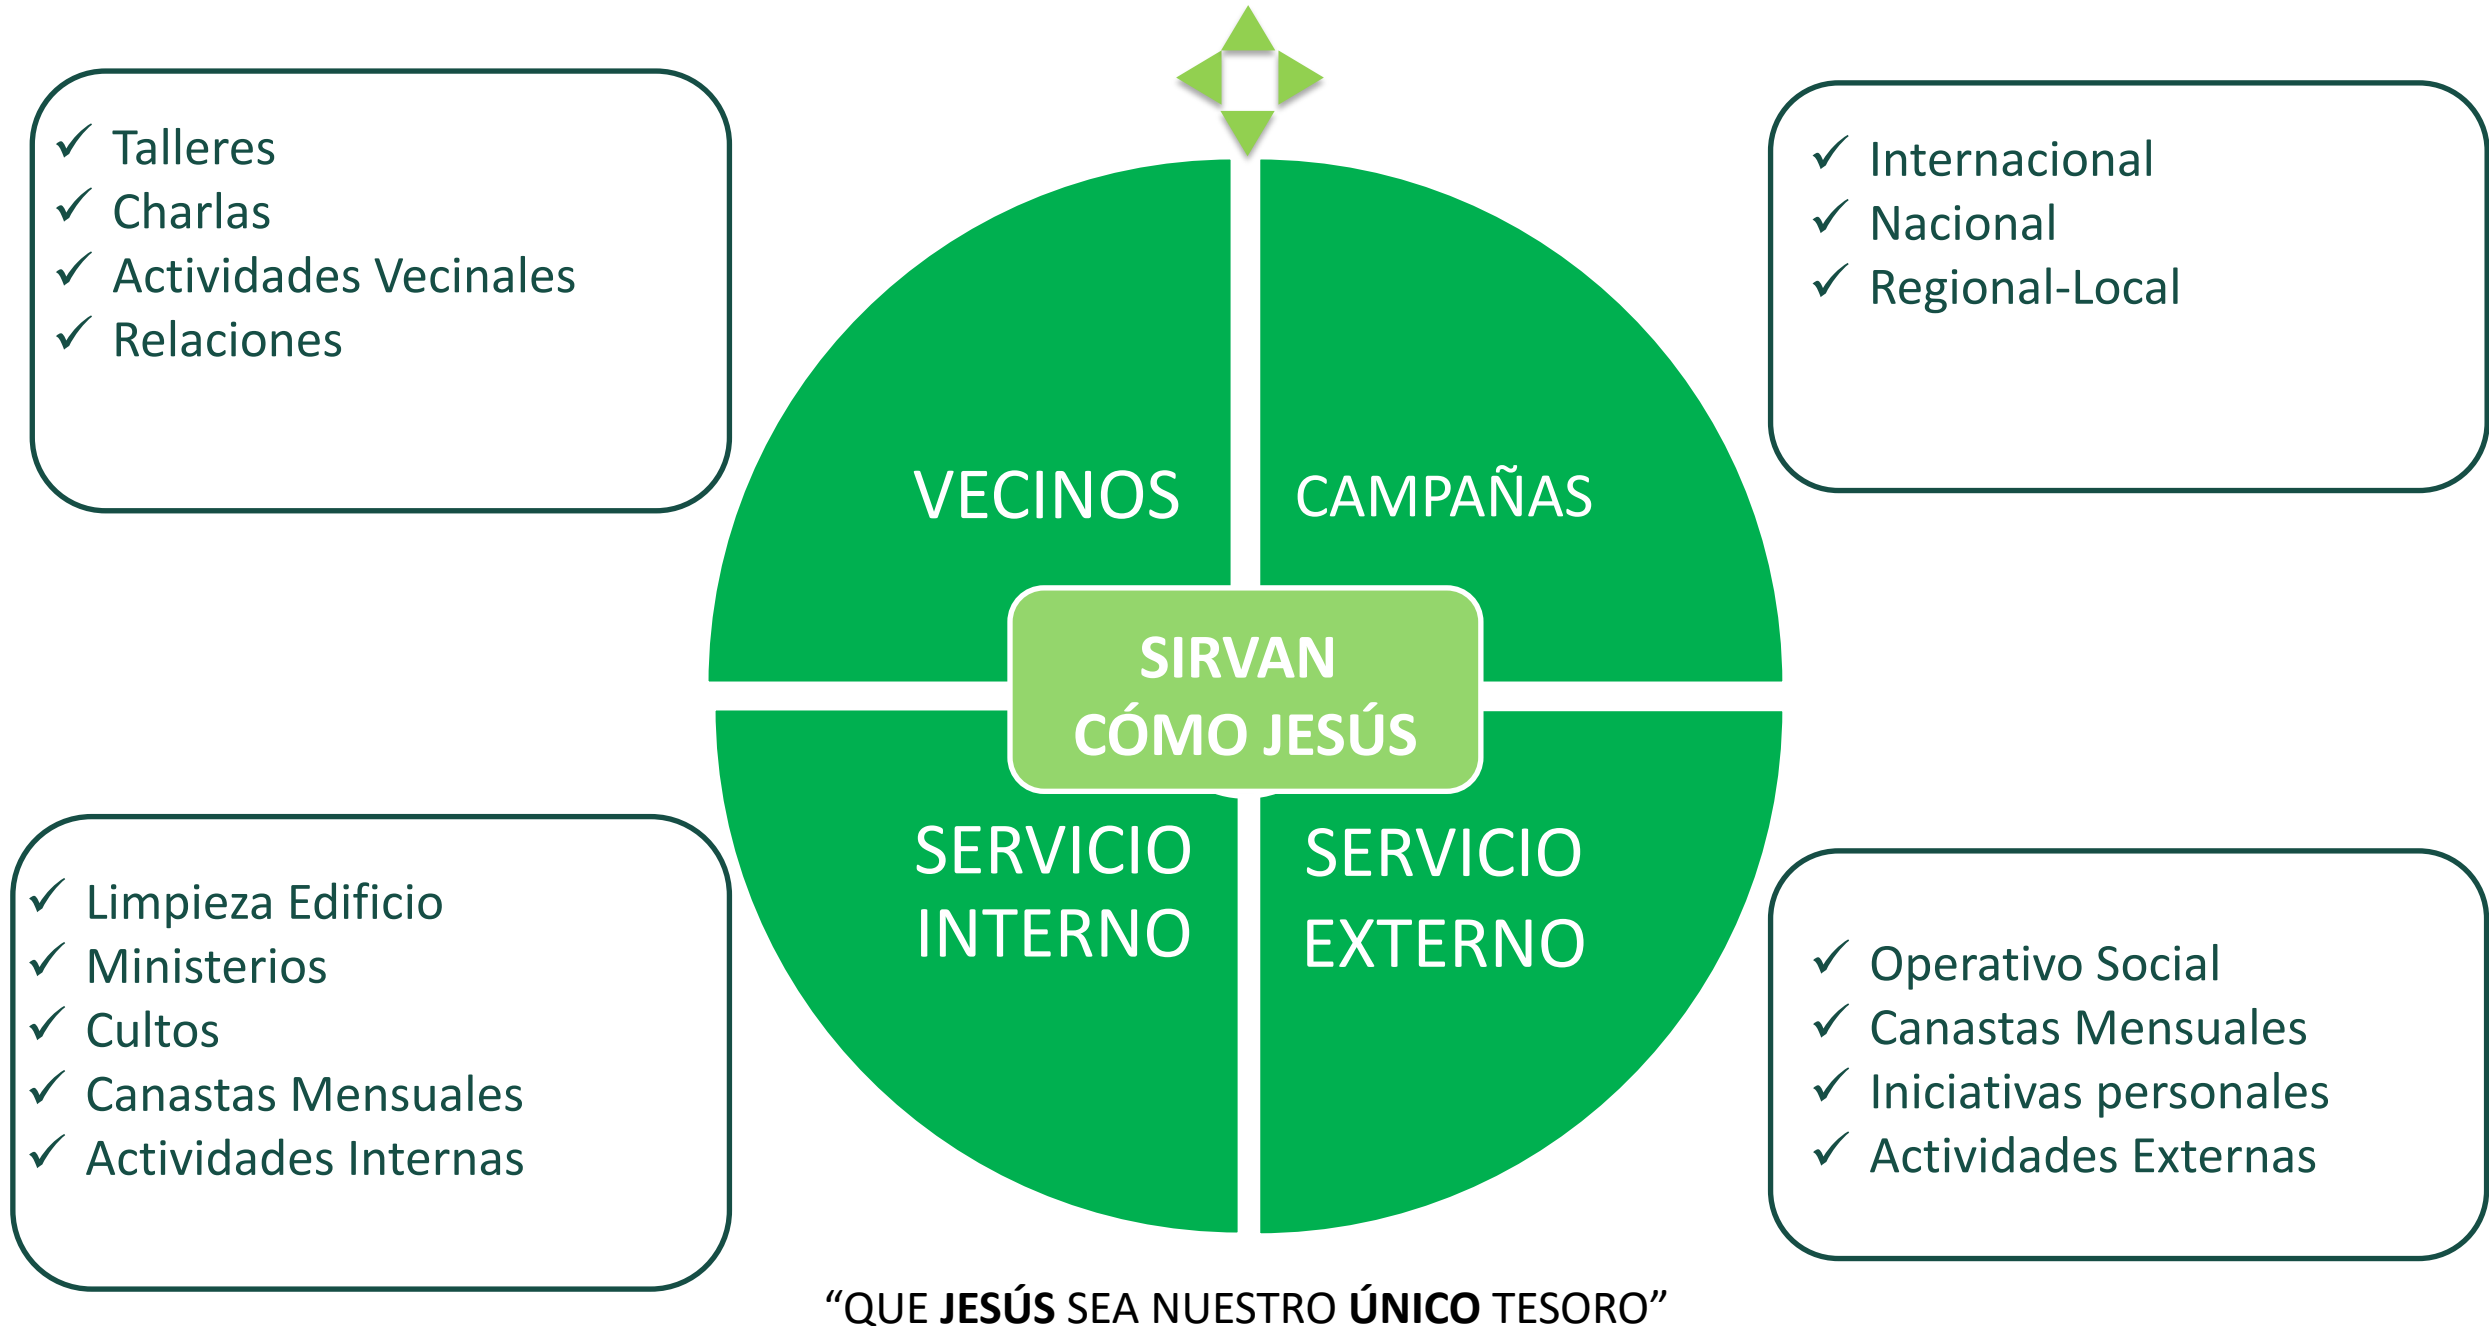 Talleres
Charlas
Actividades Vecinales
Relaciones
Internacional
Nacional
Regional-Local
VECINOS
CAMPAÑAS
SIRVAN
CÓMO JESÚS
SERVICIO
INTERNO
SERVICIO
EXTERNO
Limpieza Edificio
Ministerios
Cultos
Canastas Mensuales
Actividades Internas
Operativo Social
Canastas Mensuales
Iniciativas personales
Actividades Externas
“QUE JESÚS SEA NUESTRO ÚNICO TESORO”